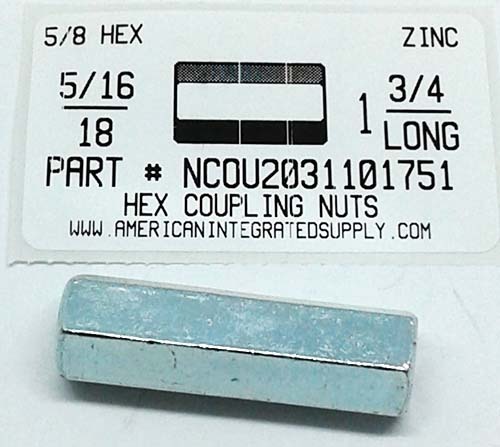 5/8 HEX ZINC
5/16 1 3/4
18 LONG
PART # NCOU2031101751
HEX COUPLING NUTS
WWW.AMERICANINTEGRATEDSUPPLY.COM